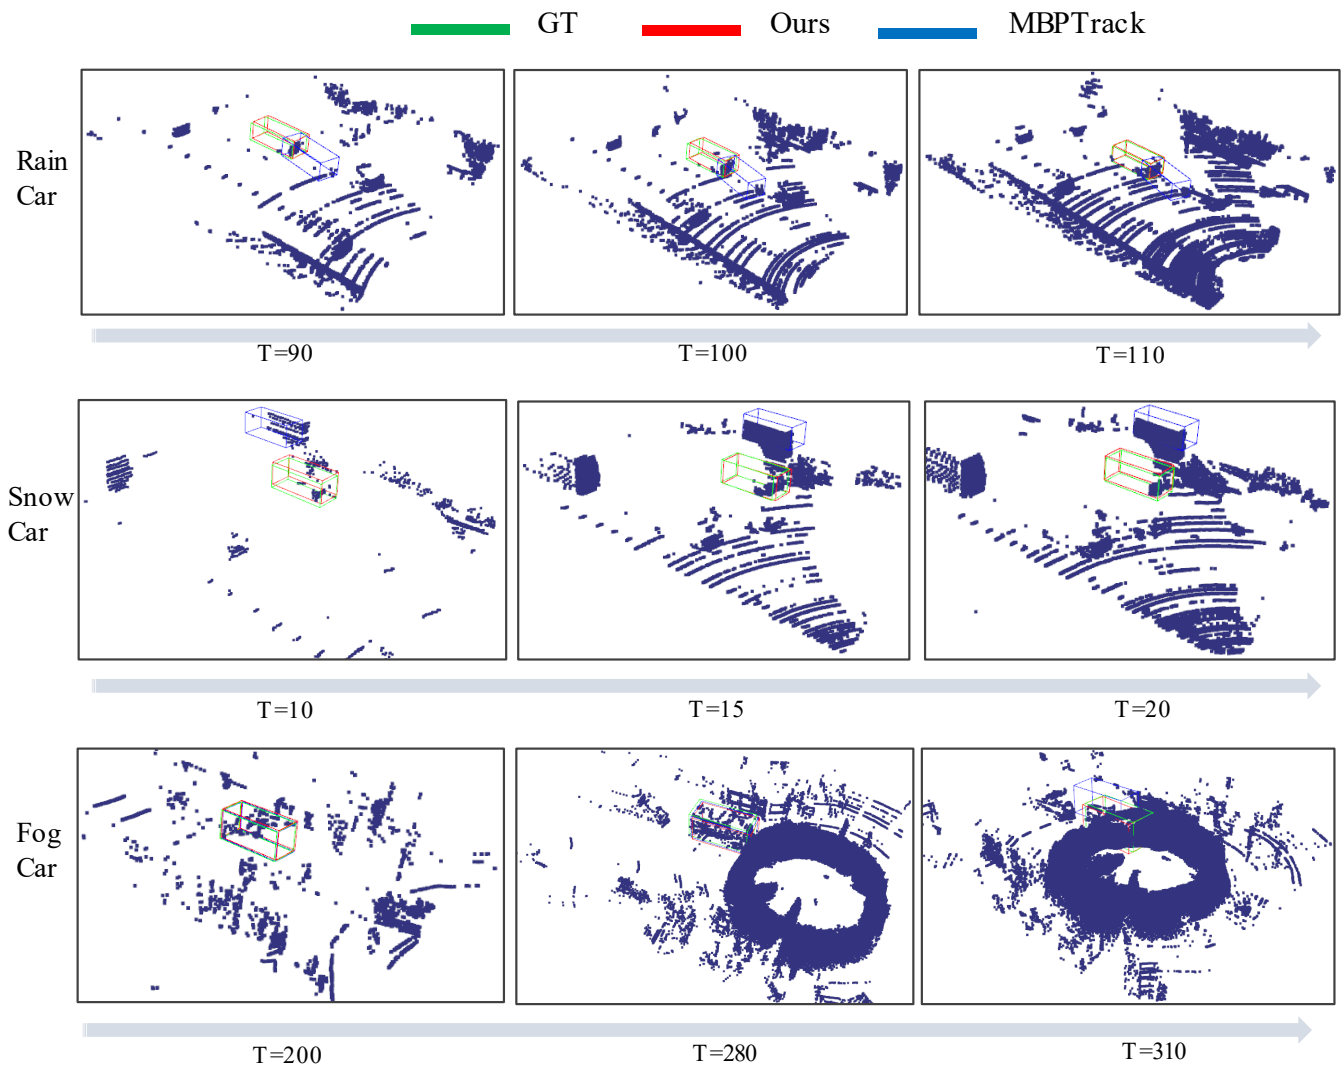 GT Ours MBPTrack
Rain
Car
T=90 T=100 T=110
Snow
Car
T=10 T=15 T=20
Fog
Car
T=200 T=280 T=310